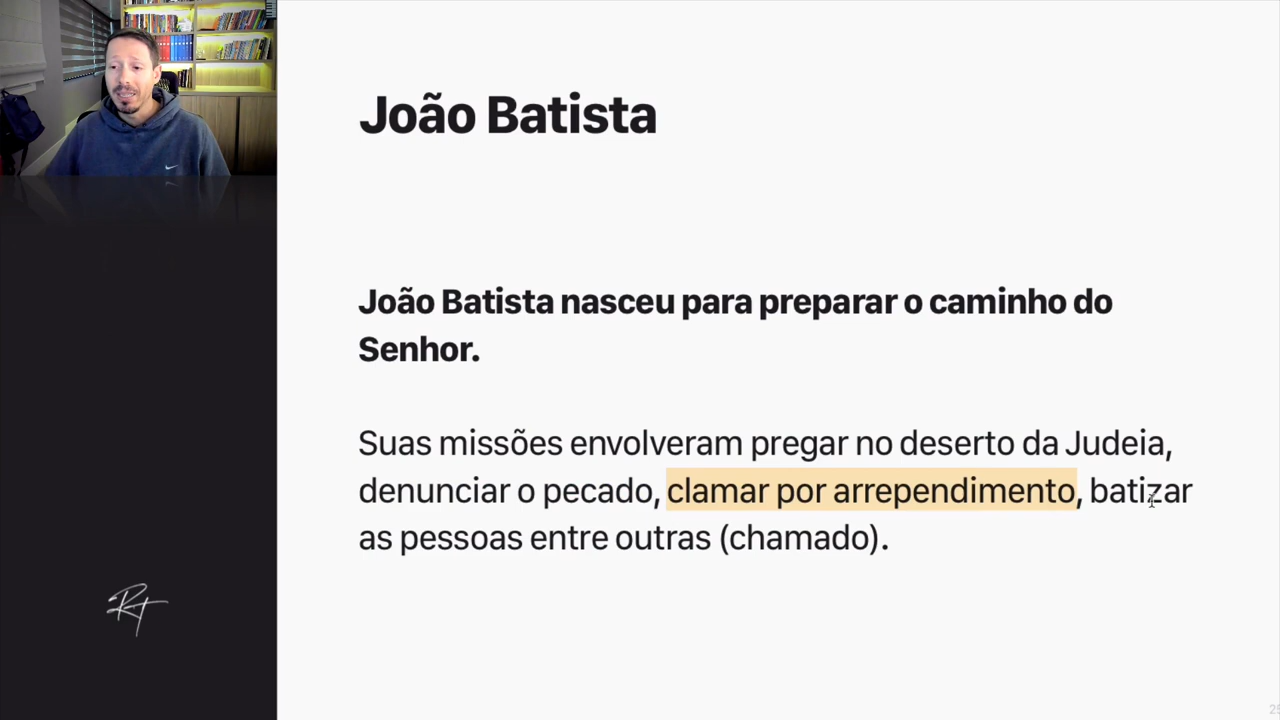 João Batista
João Batista nasceu para preparar o caminho do
Senhor.
Suas missões envolveram pregar no deserto da Judeia,
denunciar o pecado, clamar por arrependimento, batizar
as pessoas entre outras (chamado).
RT